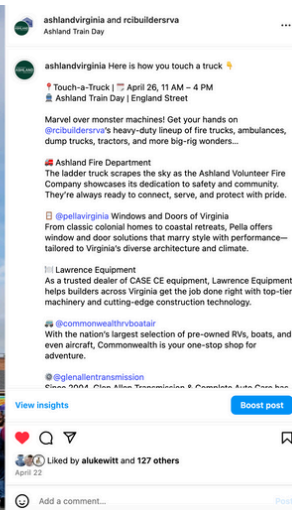 ashlandvirginia and rcibuildersrva
Ashland Train Day
ashlandvirginia Here is how you touch a truck 👇
📍Touch-a-Truck | 🗓️ April 26, 11 AM – 4 PM
🚊 Ashland Train Day | England Street
Marvel over monster machines! Get your hands on
@rcibuildersrva's heavy-duty lineup of fire trucks, ambulances,
dump trucks, tractors, and more big-rig wonders...
🚒 Ashland Fire Department
The ladder truck scrapes the sky as the Ashland Volunteer Fire
Company showcases its dedication to safety and community.
They're always ready to connect, serve, and protect with pride.
🚪 @pellavirginia Windows and Doors of Virginia
From classic colonial homes to coastal retreats, Pella offers
window and door solutions that marry style with performance—
tailored to Virginia's diverse architecture and climate.
🍽️ Lawrence Equipment
As a trusted dealer of CASE CE equipment, Lawrence Equipment
helps builders across Virginia get the job done right with top-tier
machinery and cutting-edge construction technology.
🚐 @commonwealthrvboatair
With the nation's largest selection of pre-owned RVs, boats, and
even aircraft, Commonwealth is your one-stop shop for
adventure.
⚙️@glenallentransmission
Since 2004, Glen Allen Transmission & Complete Auto Care has
View insights
Boost post
Liked by alukewitt and 127 others
April 22
Add a comment...
Post